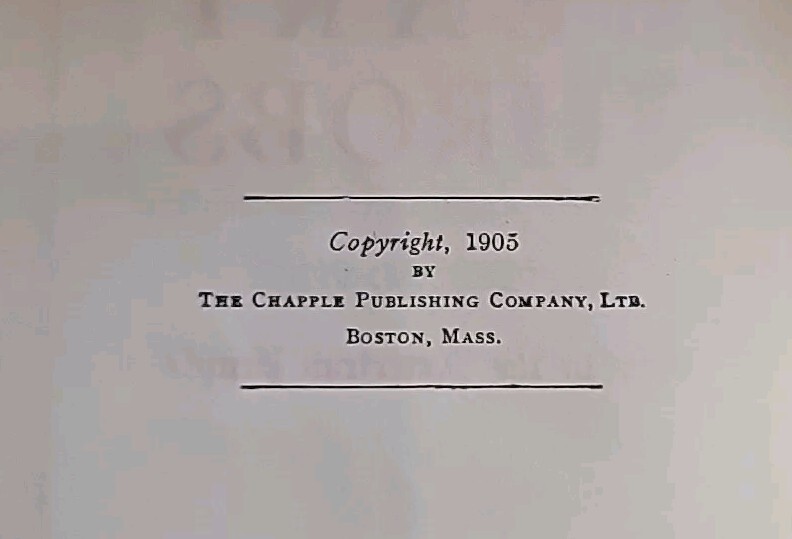 Copyright, 1905
BY
THE CHAPPLE PUBLISHING COMPANY, LTD.
BOSTON, MASS.